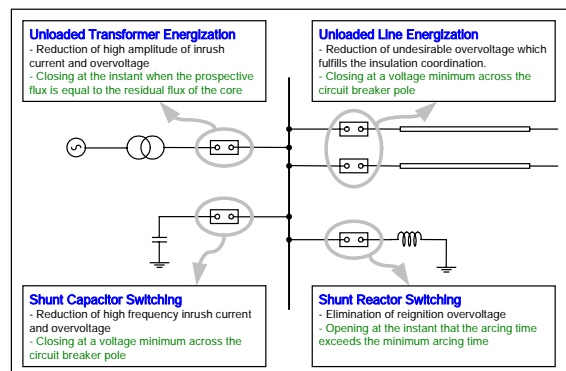 Unloaded Transformer Energization
- Reduction of high amplitude of inrush
current and overvoltage
- Closing at the instant when the prospective
flux is equal to the residual flux of the core
Unloaded Line Energization
- Reduction of undesirable overvoltage which
fulfills the insulation coordination.
- Closing at a voltage minimum across the
circuit breaker pole
Shunt Capacitor Switching
- Reduction of high frequency inrush current
and overvoltage
- Closing at a voltage minimum across the
circuit breaker pole
Shunt Reactor Switching
- Elimination of reignition overvoltage
- Opening at the instant that the arcing time
exceeds the minimum arcing time